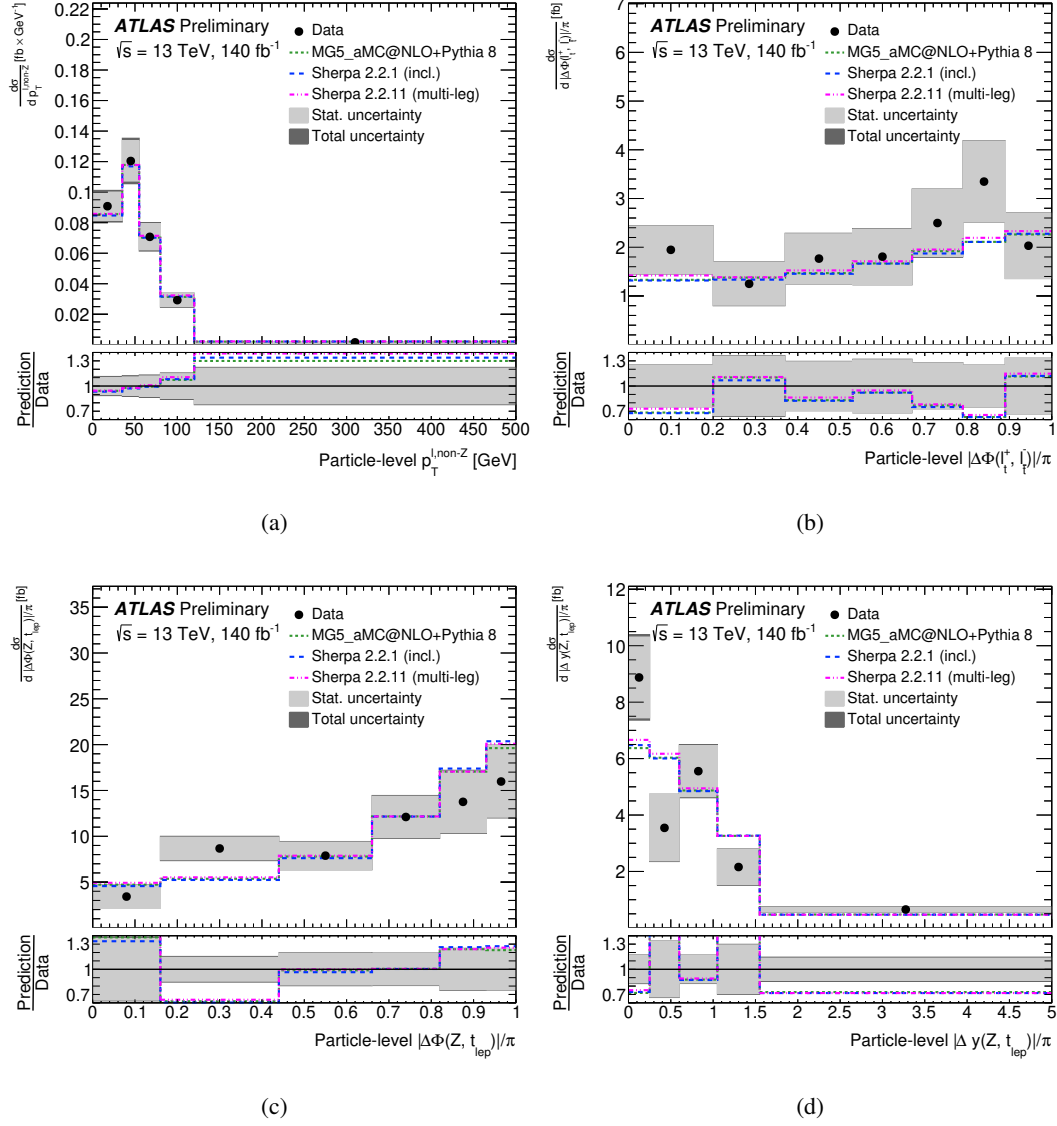 ATLAS Preliminary
√s = 13 TeV, 140 fb⁻¹
Data
MG5_aMC@NLO+Pythia 8
Sherpa 2.2.1 (incl.)
Sherpa 2.2.11 (multi-leg)
Stat. uncertainty
Total uncertainty
dσ / d p_T^{l,non-Z} [fb × GeV⁻¹]
0.22
0.2
0.18
0.16
0.14
0.12
0.1
0.08
0.06
0.04
0.02
Prediction
Data
1.3
1
0.7
0 50 100 150 200 250 300 350 400 450 500
Particle-level p_T^{l,non-Z} [GeV]
(a)
ATLAS Preliminary
√s = 13 TeV, 140 fb⁻¹
Data
MG5_aMC@NLO+Pythia 8
Sherpa 2.2.1 (incl.)
Sherpa 2.2.11 (multi-leg)
Stat. uncertainty
Total uncertainty
dσ / d |ΔΦ(l_t^+, l_t̄^-)|/π [fb]
7
6
5
4
3
2
1
Prediction
Data
1.3
1
0.7
0 0.1 0.2 0.3 0.4 0.5 0.6 0.7 0.8 0.9 1
Particle-level |ΔΦ(l_t^+, l_t̄^-)|/π
(b)
ATLAS Preliminary
√s = 13 TeV, 140 fb⁻¹
Data
MG5_aMC@NLO+Pythia 8
Sherpa 2.2.1 (incl.)
Sherpa 2.2.11 (multi-leg)
Stat. uncertainty
Total uncertainty
dσ / d |ΔΦ(Z, t_lep)|/π [fb]
35
30
25
20
15
10
5
Prediction
Data
1.3
1
0.7
0 0.1 0.2 0.3 0.4 0.5 0.6 0.7 0.8 0.9 1
Particle-level |ΔΦ(Z, t_lep)|/π
(c)
ATLAS Preliminary
√s = 13 TeV, 140 fb⁻¹
Data
MG5_aMC@NLO+Pythia 8
Sherpa 2.2.1 (incl.)
Sherpa 2.2.11 (multi-leg)
Stat. uncertainty
Total uncertainty
dσ / d |Δ y(Z, t_lep)|/π [fb]
12
10
8
6
4
2
Prediction
Data
1.3
1
0.7
0 0.5 1 1.5 2 2.5 3 3.5 4 4.5 5
Particle-level |Δ y(Z, t_lep)|/π
(d)